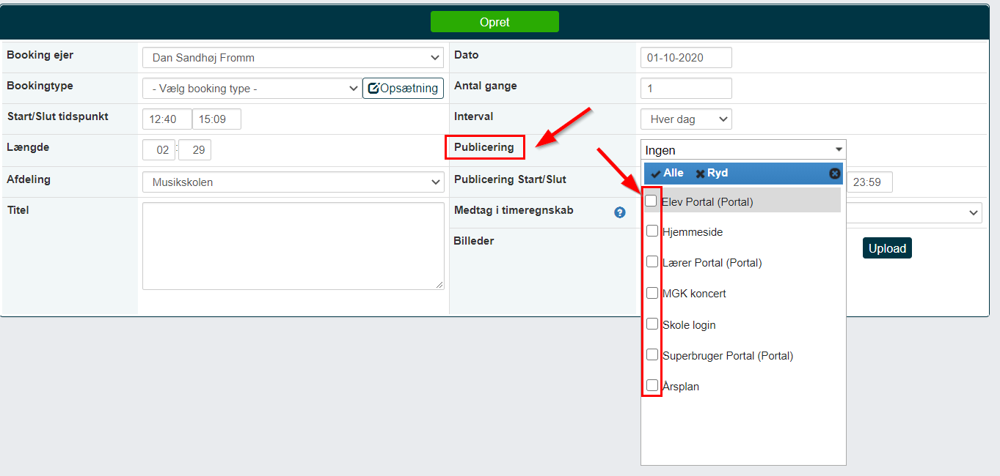 Opret
Booking ejer
Dan Sandhøj Fromm
Dato
01-10-2020
Bookingtype
- Vælg booking type -
Opsætning
Antal gange
1
Start/Slut tidspunkt
12:40
15:09
Interval
Hver dag
Længde
02 : 29
Publicering
Ingen
Alle
Ryd
Elev Portal (Portal)
Hjemmeside
Lærer Portal (Portal)
MGK koncert
Skole login
Superbruger Portal (Portal)
Årsplan
Afdeling
Musikskolen
Publicering Start/Slut
23:59
Titel
Medtag i timeregnskab
?
Billeder
Upload